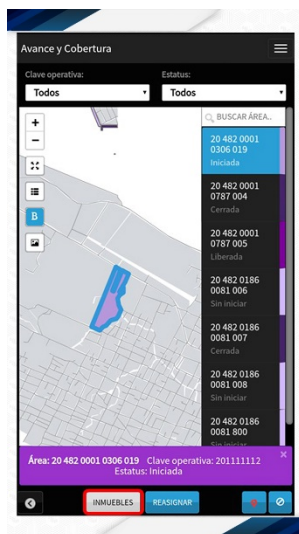 Avance y Cobertura
Clave operativa:
Estatus:
Todos
Todos
BUSCAR ÁREA..
+
−
B
20 482 0001
0306 019
Iniciada
20 482 0001
0787 004
Cerrada
20 482 0001
0787 005
Liberada
20 482 0186
0081 006
Sin iniciar
20 482 0186
0081 007
Cerrada
20 482 0186
0081 008
Sin iniciar
20 482 0186
0081 800
Sin iniciar
Área: 20 482 0001 0306 019 Clave operativa: 201111112
Estatus: Iniciada
×
INMUEBLES
REASIGNAR